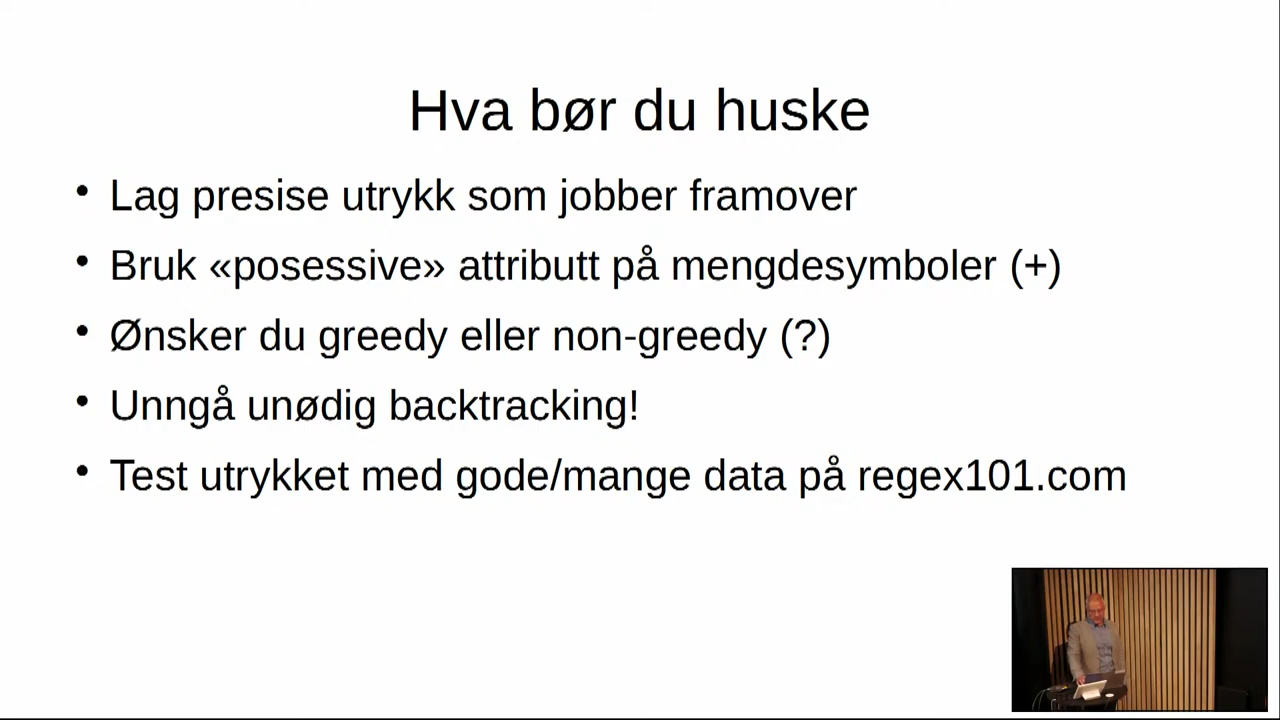 Hva bør du huske
• Lag presise utrykk som jobber framover
• Bruk «posessive» attributt på mengdesymboler (+)
• Ønsker du greedy eller non-greedy (?)
• Unngå unødig backtracking!
• Test utrykket med gode/mange data på regex101.com